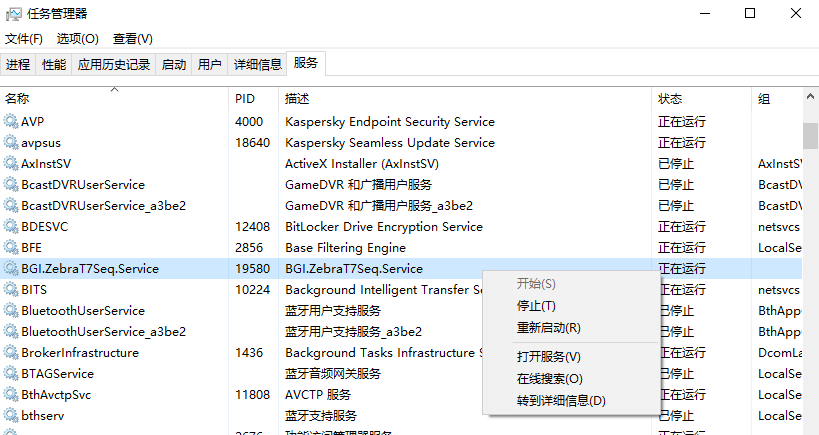 任务管理器
文件(F) 选项(O) 查看(V)
进程 性能 应用历史记录 启动 用户 详细信息 服务
名称 PID 描述 状态 组
AVP 4000 Kaspersky Endpoint Security Service 正在运行
avpsus 18640 Kaspersky Seamless Update Service 正在运行
AxInstSV ActiveX Installer (AxInstSV) 已停止 AxInstSV
BcastDVRUserService GameDVR 和广播用户服务 已停止 BcastDV
BcastDVRUserService_a3be2 GameDVR 和广播用户服务_a3be2 已停止 BcastDV
BDESVC 12408 BitLocker Drive Encryption Service 正在运行 netsvcs
BFE 2856 Base Filtering Engine 正在运行 LocalSe
BGI.ZebraT7Seq.Service 19580 BGI.ZebraT7Seq.Service 正在运行
开始(S)
BITS 10224 Background Intelligent Transfer Se 正在运行 netsvcs
停止(T)
BluetoothUserService 蓝牙用户支持服务 已停止 BthApp
重新启动(R)
BluetoothUserService_a3be2 蓝牙用户支持服务_a3be2 已停止 BthApp
BrokerInfrastructure 1436 Background Tasks Infrastructure S 正在运行 DcomLa
打开服务(V)
BTAGService 蓝牙音频网关服务 已停止 LocalSe
在线搜索(O)
BthAvctpSvc 11808 AVCTP 服务 正在运行 LocalSe
转到详细信息(D)
bthserv 蓝牙支持服务 已停止 LocalSe